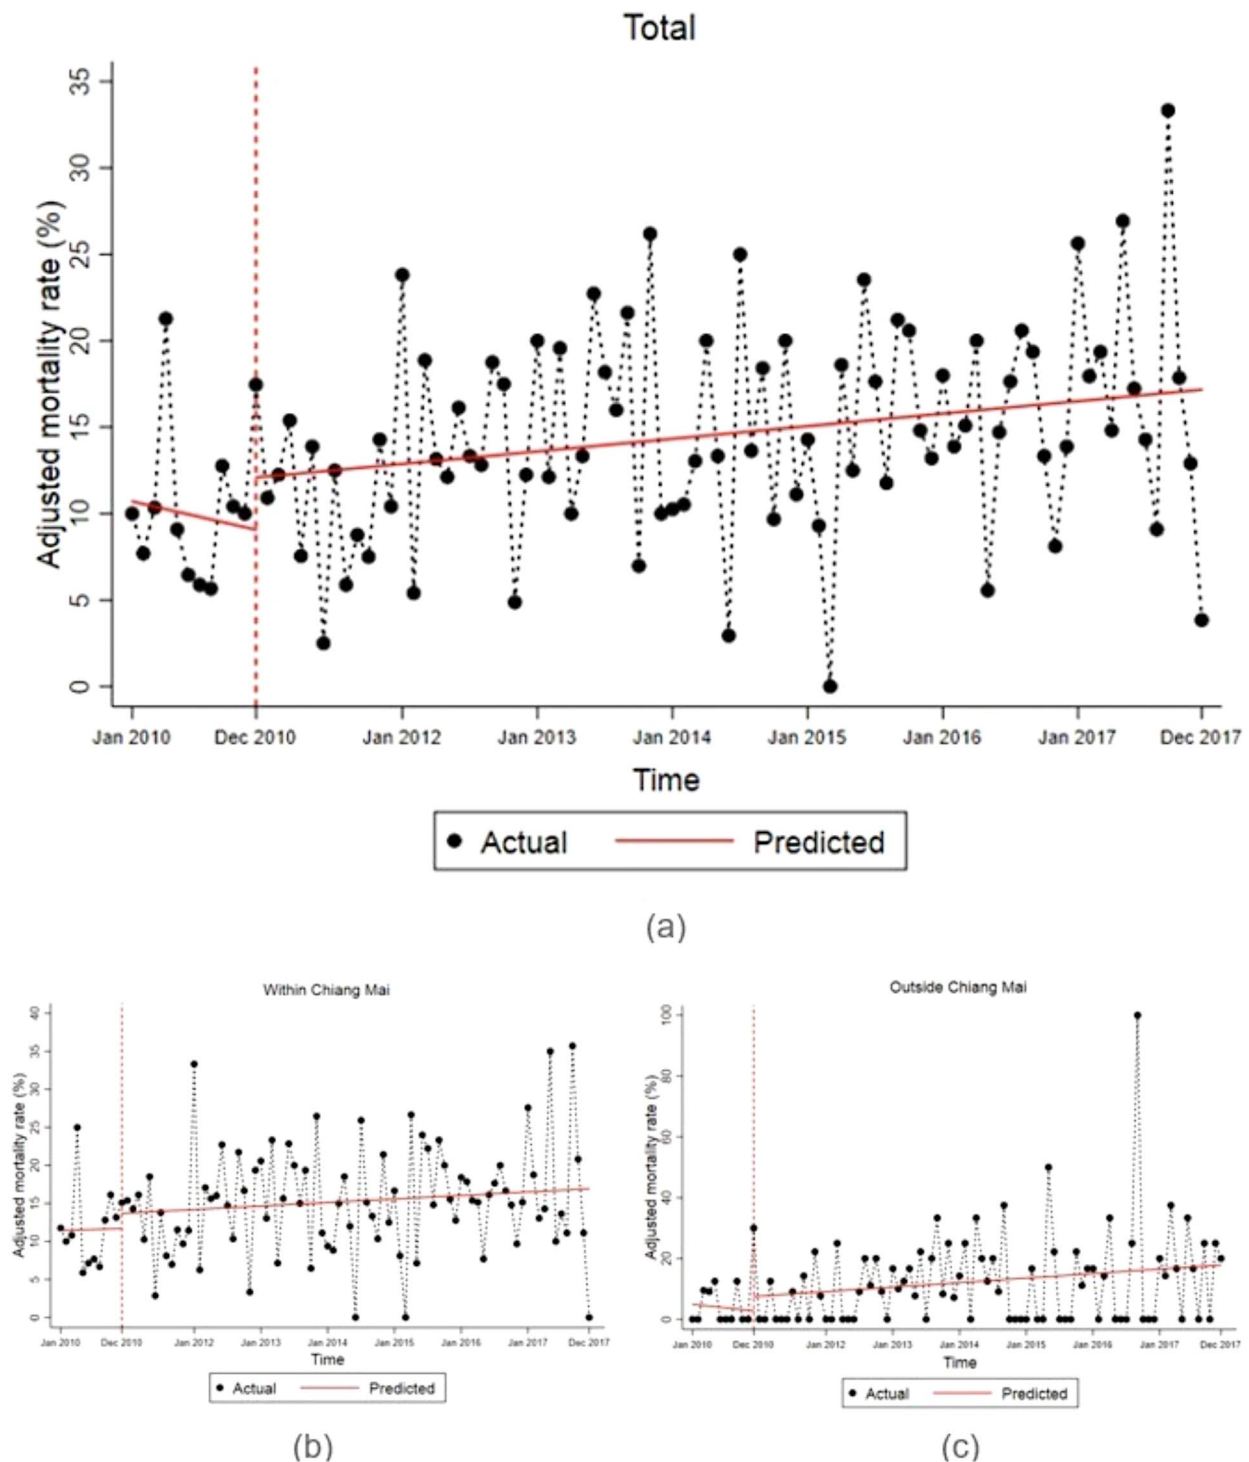 Total
Adjusted mortality rate (%)
35
30
25
20
15
10
5
0
Jan 2010 Dec 2010 Jan 2012 Jan 2013 Jan 2014 Jan 2015 Jan 2016 Jan 2017 Dec 2017
Time
Actual Predicted
(a)
Within Chiang Mai
Adjusted mortality rate (%)
40
35
30
25
20
15
10
5
0
Jan 2010 Dec 2010 Jan 2012 Jan 2013 Jan 2014 Jan 2015 Jan 2016 Jan 2017 Dec 2017
Time
Actual Predicted
(b)
Outside Chiang Mai
Adjusted mortality rate (%)
100
80
60
40
20
0
Jan 2010 Dec 2010 Jan 2012 Jan 2013 Jan 2014 Jan 2015 Jan 2016 Jan 2017 Dec 2017
Time
Actual Predicted
(c)